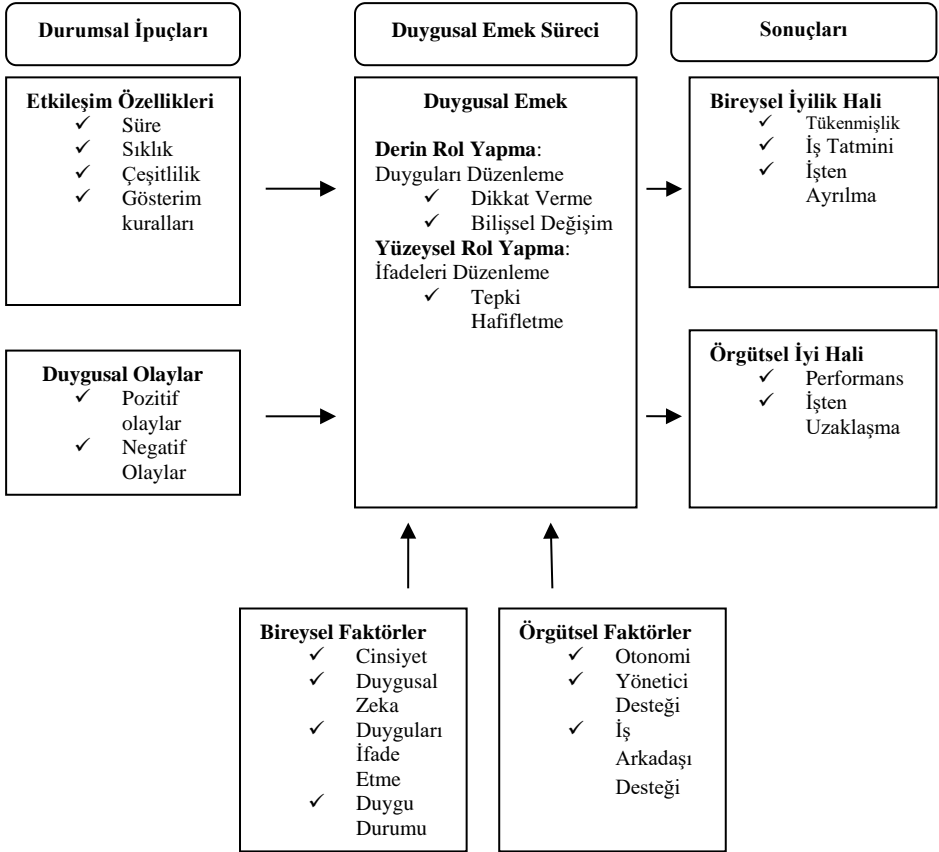 Durumsal İpuçları
Duygusal Emek Süreci
Sonuçları
Etkileşim Özellikleri
✓ Süre
✓ Sıklık
✓ Çeşitlilik
✓ Gösterim
kuralları
Duygusal Olaylar
✓ Pozitif
olaylar
✓ Negatif
Olaylar
Duygusal Emek
Derin Rol Yapma:
Duyguları Düzenleme
✓ Dikkat Verme
✓ Bilişsel Değişim
Yüzeysel Rol Yapma:
İfadeleri Düzenleme
✓ Tepki
Hafifletme
Bireysel İyilik Hali
✓ Tükenmişlik
✓ İş Tatmini
✓ İşten
Ayrılma
Örgütsel İyi Hali
✓ Performans
✓ İşten
Uzaklaşma
Bireysel Faktörler
✓ Cinsiyet
✓ Duygusal
Zeka
✓ Duyguları
İfade
Etme
✓ Duygu
Durumu
Örgütsel Faktörler
✓ Otonomi
✓ Yönetici
Desteği
✓ İş
Arkadaşı
Desteği